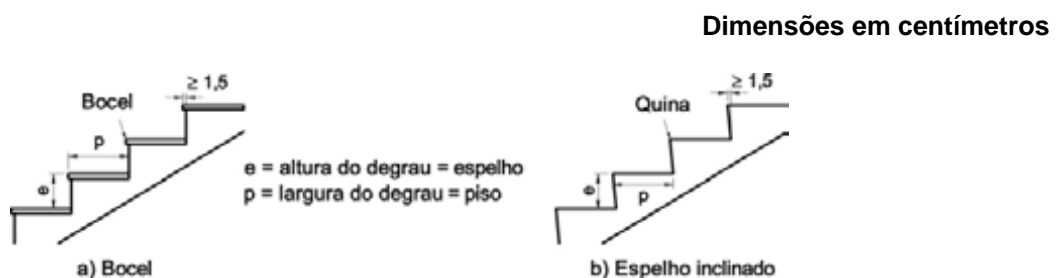 Dimensões em centímetros
≥ 1,5
Bocel
p
e
e = altura do degrau = espelho
p = largura do degrau = piso
a) Bocel
≥ 1,5
Quina
e
p
b) Espelho inclinado